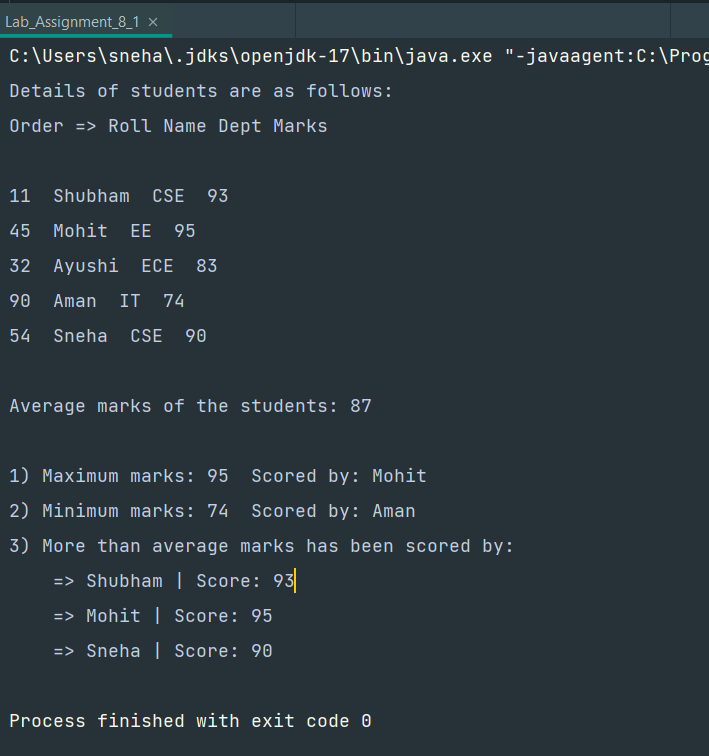 Lab_Assignment_8_1 ×
C:\Users\sneha\.jdks\openjdk-17\bin\java.exe "-javaagent:C:\Prog
Details of students are as follows:
Order => Roll Name Dept Marks
11  Shubham  CSE  93
45  Mohit  EE  95
32  Ayushi  ECE  83
90  Aman  IT  74
54  Sneha  CSE  90
Average marks of the students: 87
1) Maximum marks: 95  Scored by: Mohit
2) Minimum marks: 74  Scored by: Aman
3) More than average marks has been scored by:
    => Shubham | Score: 93
    => Mohit | Score: 95
    => Sneha | Score: 90
Process finished with exit code 0